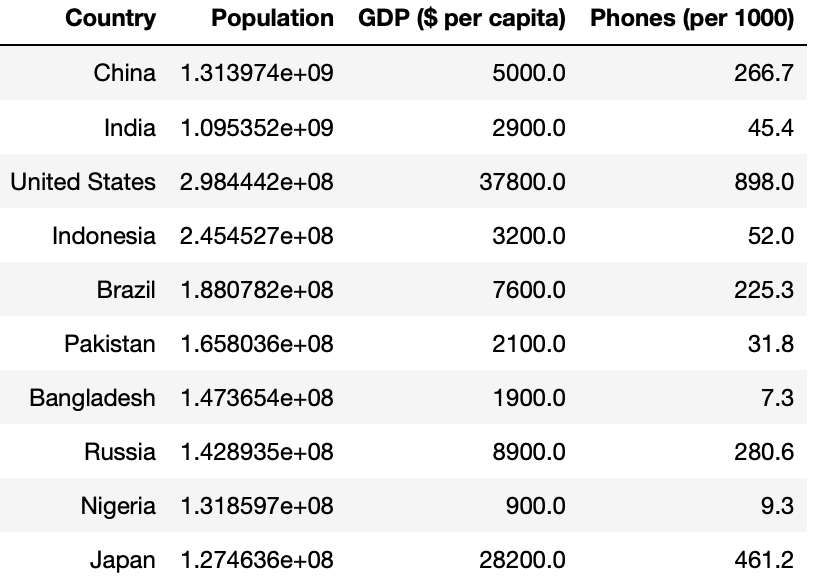 Country Population GDP ($ per capita) Phones (per 1000)
China 1.313974e+09 5000.0 266.7
India 1.095352e+09 2900.0 45.4
United States 2.984442e+08 37800.0 898.0
Indonesia 2.454527e+08 3200.0 52.0
Brazil 1.880782e+08 7600.0 225.3
Pakistan 1.658036e+08 2100.0 31.8
Bangladesh 1.473654e+08 1900.0 7.3
Russia 1.428935e+08 8900.0 280.6
Nigeria 1.318597e+08 900.0 9.3
Japan 1.274636e+08 28200.0 461.2